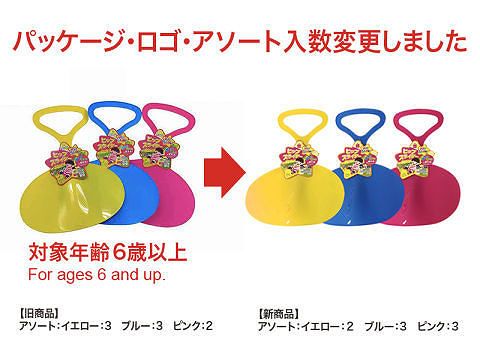 パッケージ・ロゴ・アソート入数変更しました
対象年齢6歳以上
For ages 6 and up.
【旧商品】
アソート:イエロー:3 ブルー:3 ピンク:2
【新商品】
アソート:イエロー:2 ブルー:3 ピンク:3